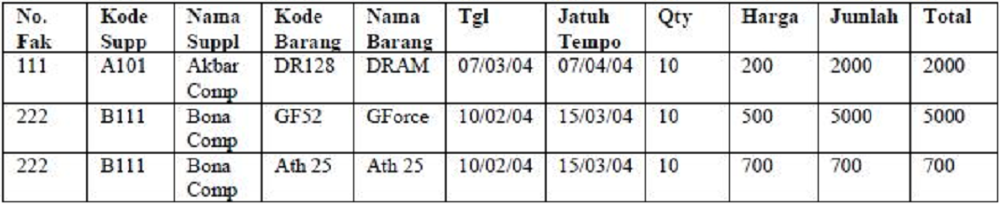 No. Fak Kode Supp Nama Suppl Kode Barang Nama Barang Tgl Jatuh Tempo Qty Harga Jumlah Total
111 A101 Akbar Comp DR128 DRAM 07/03/04 07/04/04 10 200 2000 2000
222 B111 Bona Comp GF52 GForce 10/02/04 15/03/04 10 500 5000 5000
222 B111 Bona Comp Ath 25 Ath 25 10/02/04 15/03/04 10 700 700 700